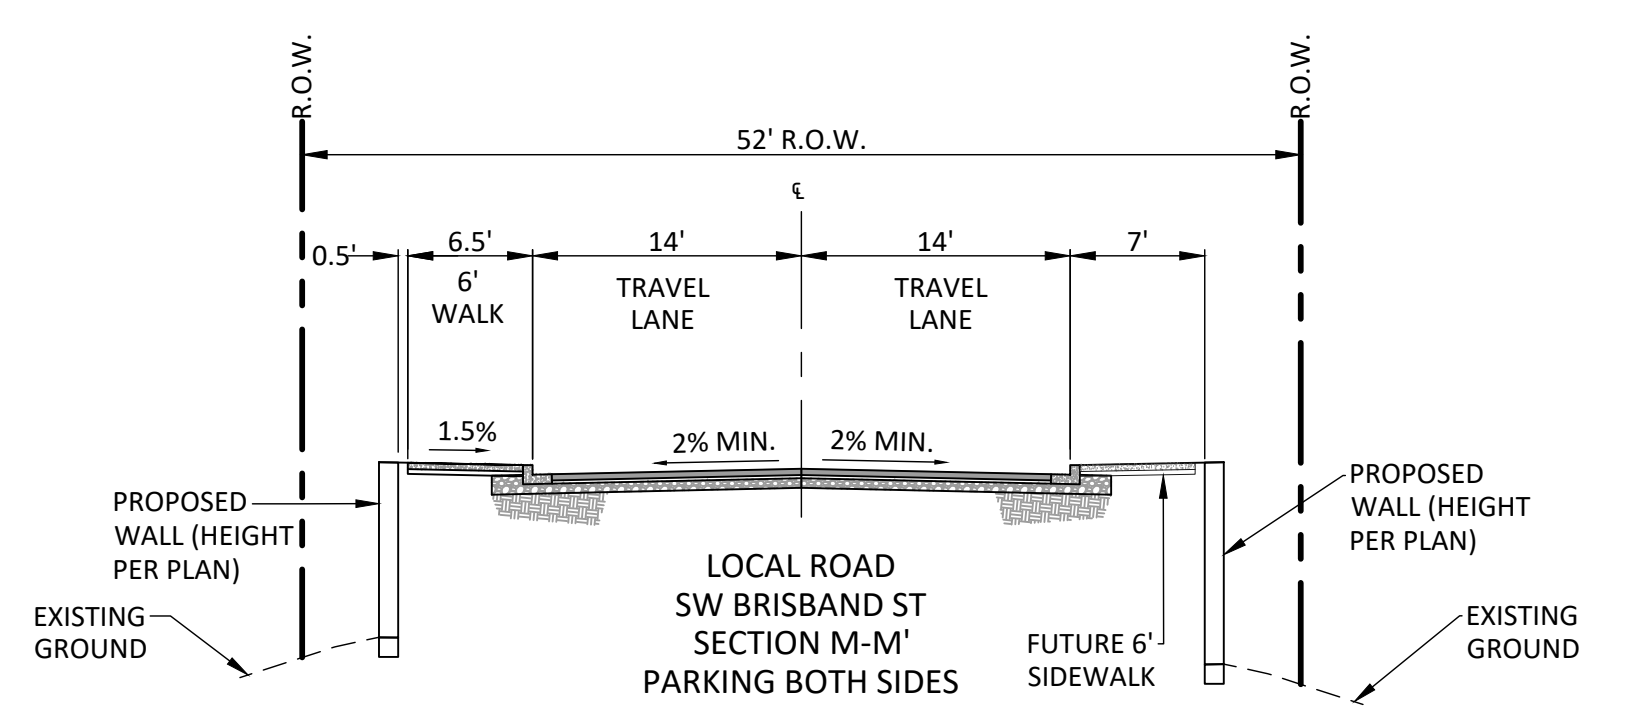 R.O.W.
R.O.W.
52' R.O.W.
℄
0.5'
6.5'
14'
14'
7'
6'
WALK
TRAVEL
LANE
TRAVEL
LANE
1.5%
2% MIN.
2% MIN.
PROPOSED
WALL (HEIGHT
PER PLAN)
PROPOSED
WALL (HEIGHT
PER PLAN)
EXISTING
GROUND
LOCAL ROAD
SW BRISBAND ST
SECTION M-M'
PARKING BOTH SIDES
FUTURE 6'
SIDEWALK
EXISTING
GROUND